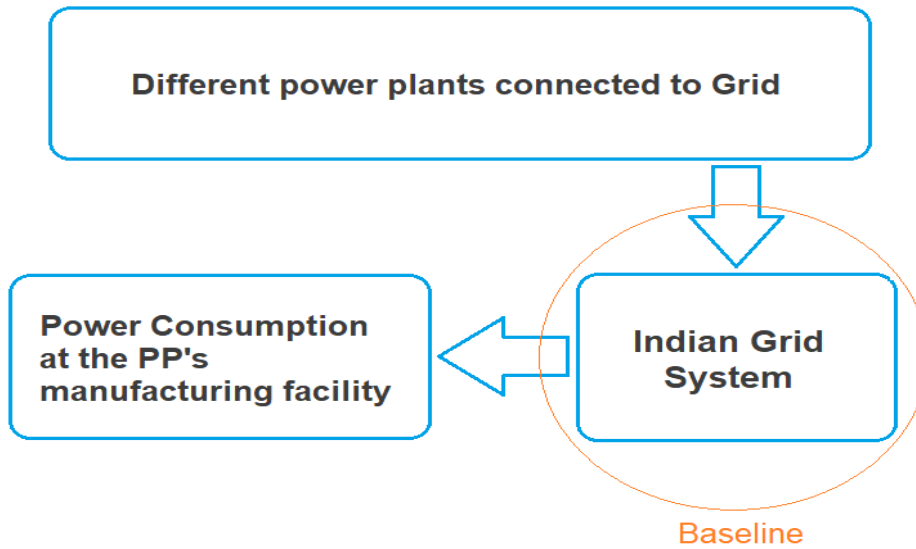 Different power plants connected to Grid
Power Consumption
at the PP's
manufacturing facility
Indian Grid
System
Baseline